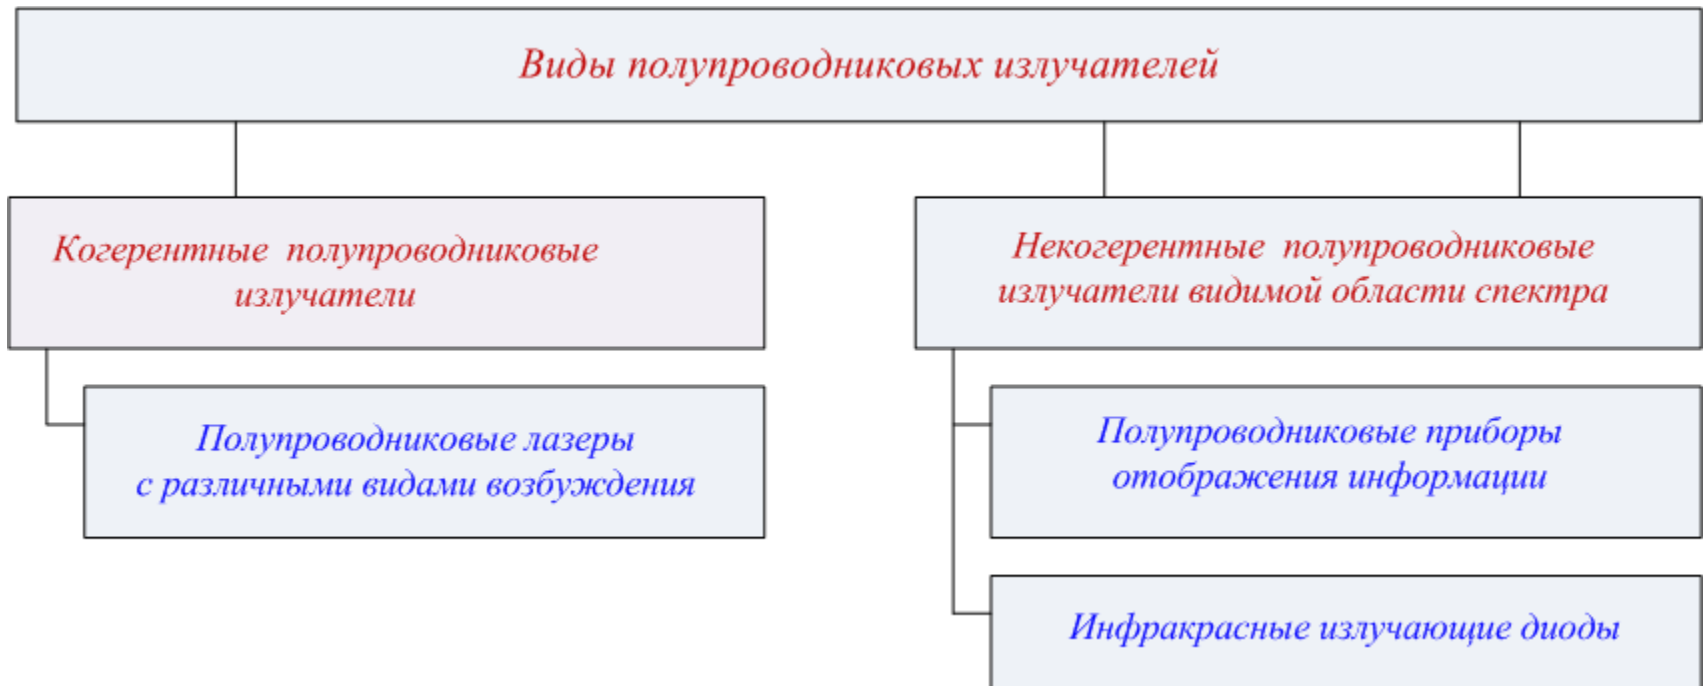 Виды полупроводниковых излучателей
Когерентные полупроводниковые
излучатели
Некогерентные полупроводниковые
излучатели видимой области спектра
Полупроводниковые лазеры
с различными видами возбуждения
Полупроводниковые приборы
отображения информации
Инфракрасные излучающие диоды